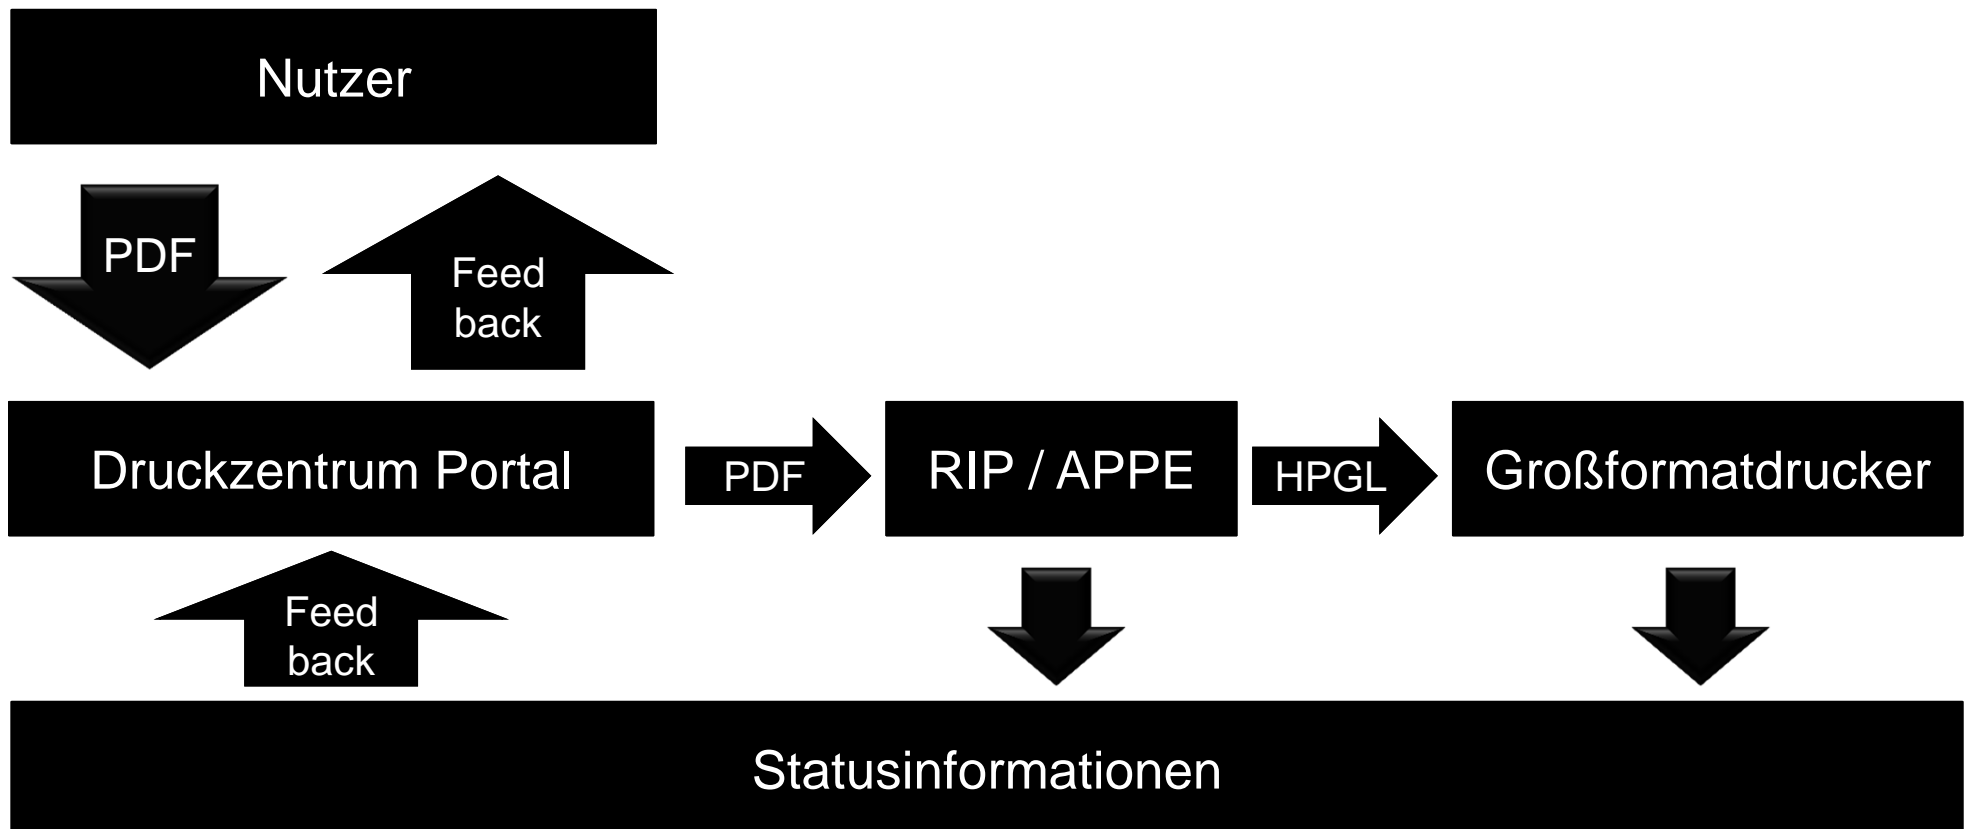 Nutzer
PDF
Feed
back
Druckzentrum Portal
PDF
RIP / APPE
HPGL
Großformatdrucker
Feed
back
Statusinformationen